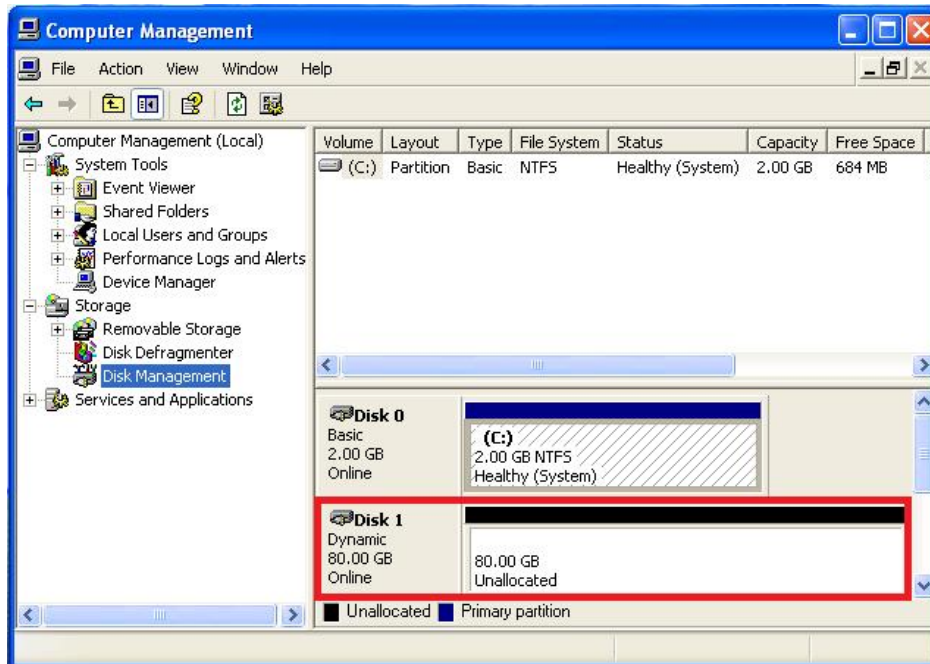 Computer Management
File Action View Window Help
Computer Management (Local)
System Tools
Event Viewer
Shared Folders
Local Users and Groups
Performance Logs and Alerts
Device Manager
Storage
Removable Storage
Disk Defragmenter
Disk Management
Services and Applications
Volume Layout Type File System Status Capacity Free Space
(C:) Partition Basic NTFS Healthy (System) 2.00 GB 684 MB
Disk 0
Basic
2.00 GB
Online
(C:)
2.00 GB NTFS
Healthy (System)
Disk 1
Dynamic
80.00 GB
Online
80.00 GB
Unallocated
Unallocated Primary partition